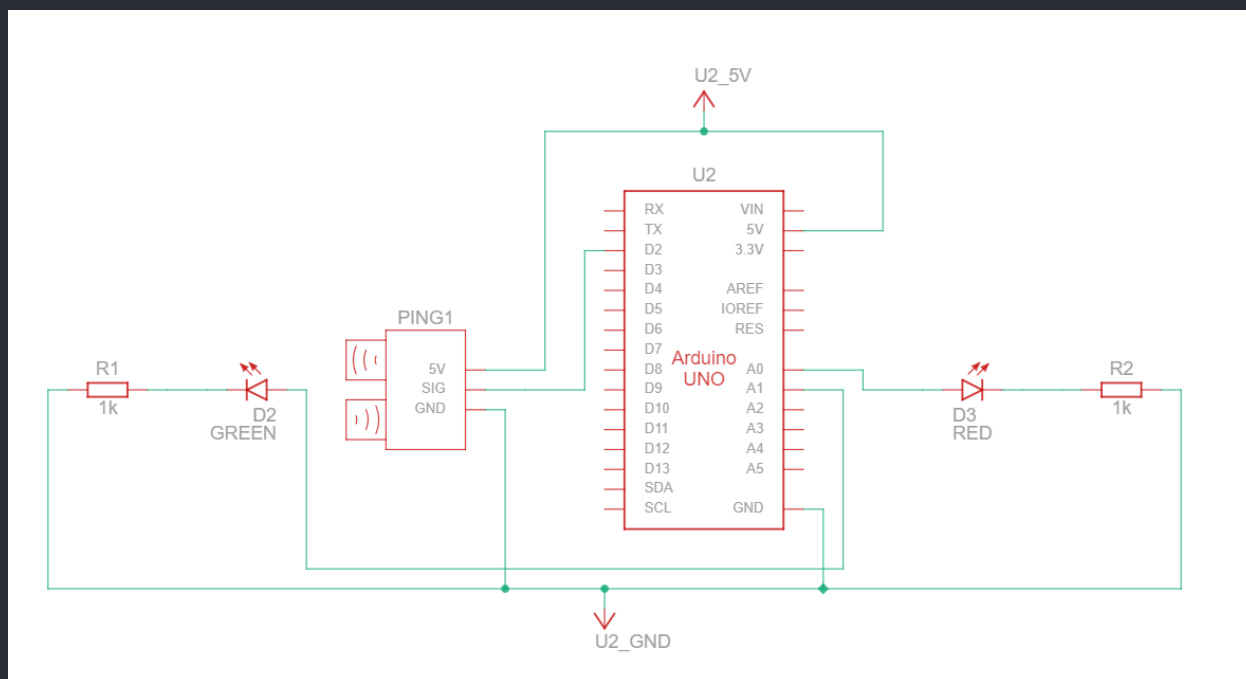 U2_5V
U2
RX VIN
TX 5V
D2 3.3V
D3
D4 AREF
D5 IOREF
D6 RES
D7
Arduino
UNO
D8 A0
D9 A1
D10 A2
D11 A3
D12 A4
D13 A5
SDA
SCL GND
PING1
5V
SIG
GND
R1
1k
D2
GREEN
D3
RED
R2
1k
U2_GND